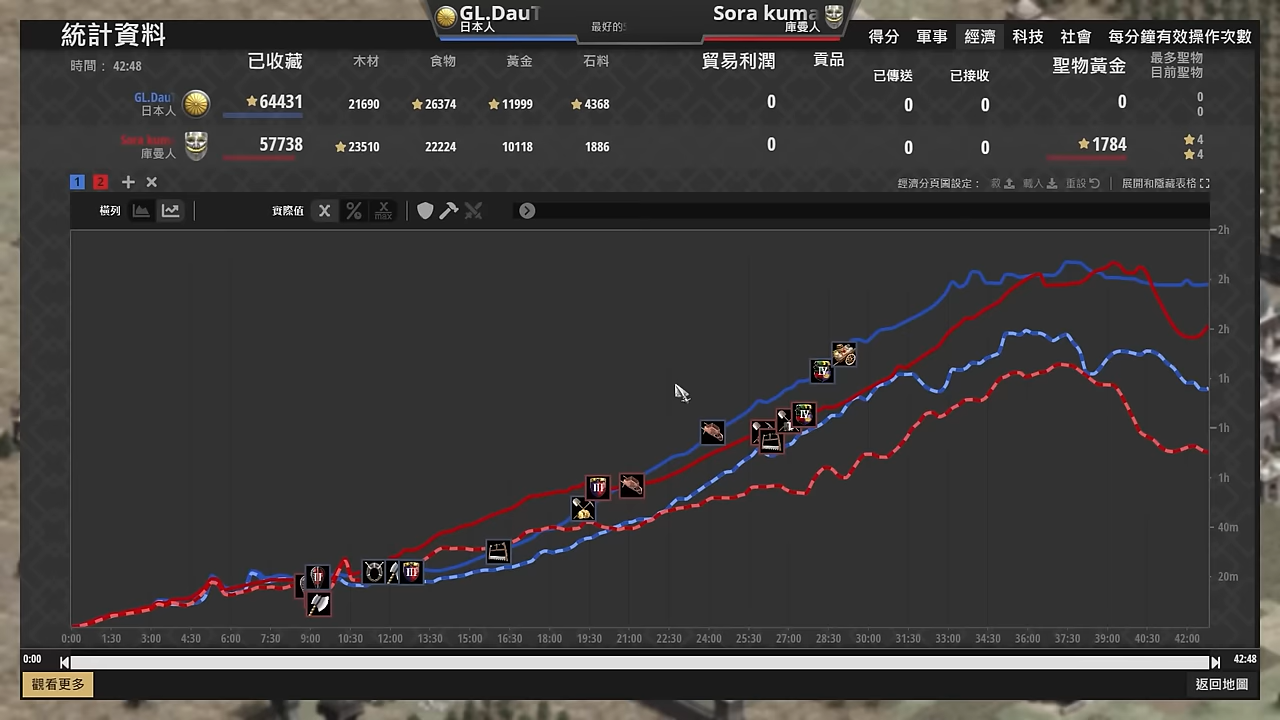 GL.DauT
日本人
最好的
Sora kum
庫曼人
統計資料
得分 軍事 經濟 科技 社會 每分鐘有效操作次數
時間： 42:48
已收藏 木材 食物 黃金 石料 貿易利潤 貢品 已傳送 已接收 聖物黃金 最多聖物 目前聖物
GL.Dau
日本人
64431 21690 26374 11999 4368 0 0 0 0 0
0
庫曼人
57738 23510 22224 10118 1886 0 0 0 1784 4
4
1 2
經濟分頁圖設定： 載入 重設 展開和隱藏表格
橫列 實際值 X % X max
2h
2h
2h
1h
1h
1h
40m
20m
IV
IV
III
III
II
0:00 1:30 3:00 4:30 6:00 7:30 9:00 10:30 12:00 13:30 15:00 16:30 18:00 19:30 21:00 22:30 24:00 25:30 27:00 28:30 30:00 31:30 33:00 34:30 36:00 37:30 39:00 40:30 42:00
0:00 42:48
觀看更多 返回地圖